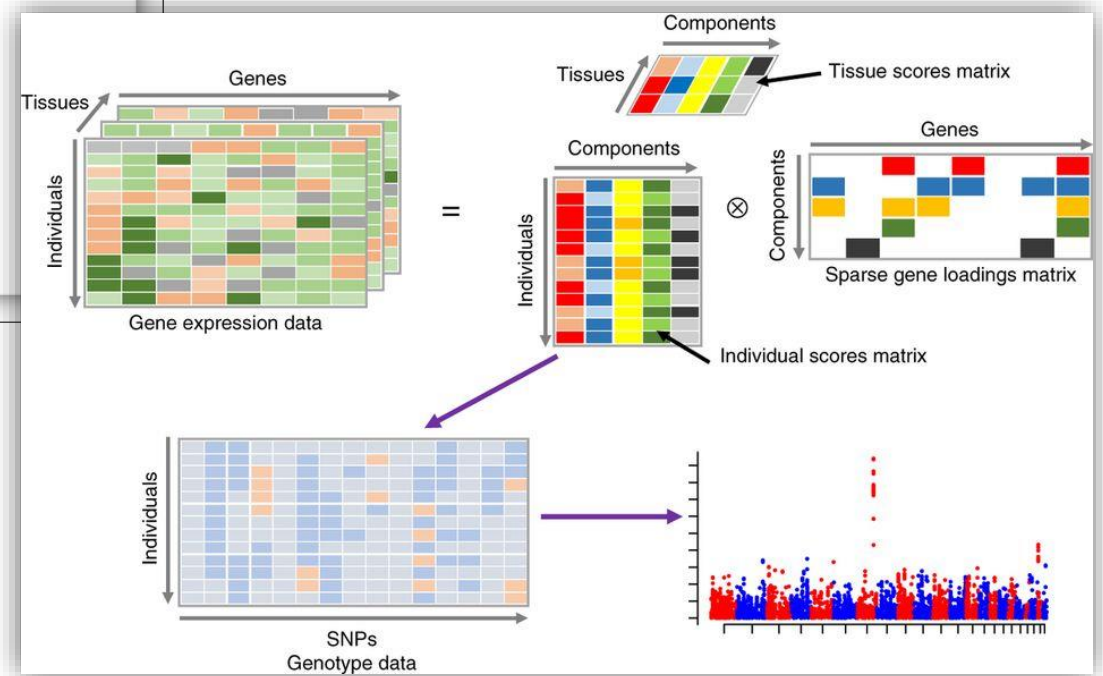 Components
Tissues
Tissue scores matrix
Genes
Tissues
Individuals
Gene expression data
=
Components
Individuals
Individual scores matrix
⊗
Genes
Components
Sparse gene loadings matrix
Individuals
SNPs
Genotype data